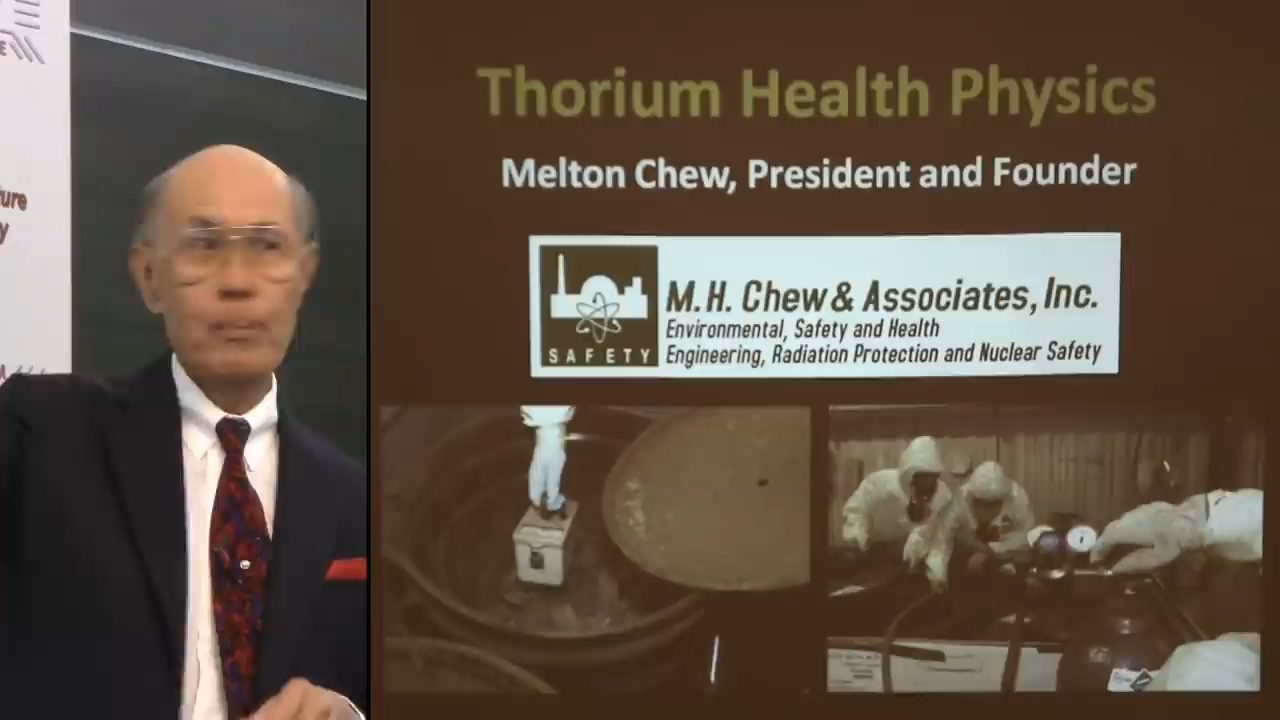 Thorium Health Physics
Melton Chew, President and Founder
M.H. Chew & Associates, Inc.
Environmental, Safety and Health
Engineering, Radiation Protection and Nuclear Safety
SAFETY